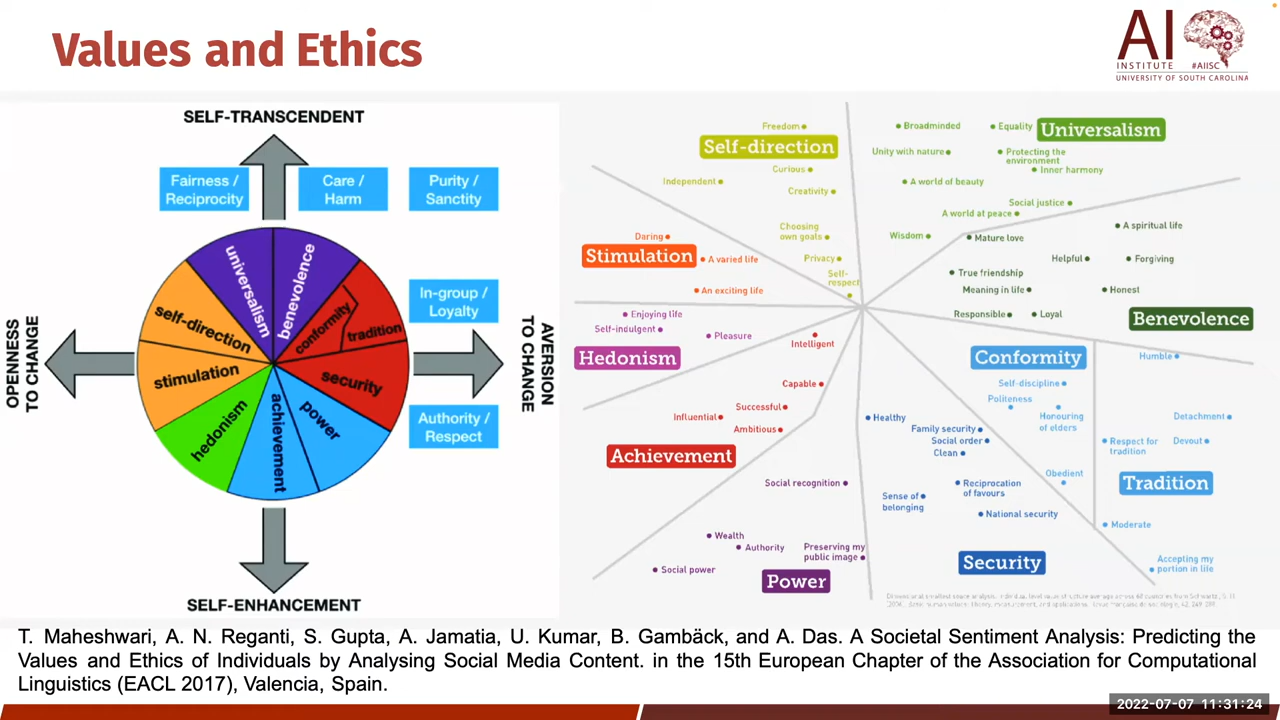 Values and Ethics
AI
INSTITUTE #AIISC
UNIVERSITY OF SOUTH CAROLINA
SELF-TRANSCENDENT
Fairness /
Reciprocity
Care /
Harm
Purity /
Sanctity
In-group /
Loyalty
Authority /
Respect
OPENNESS
TO CHANGE
AVERSION
TO CHANGE
universalism
benevolence
conformity
tradition
security
power
achievement
hedonism
stimulation
self-direction
SELF-ENHANCEMENT
Freedom
Self-direction
Curious
Independent
Creativity
Choosing
own goals
Privacy
Self-
respect
Broadminded
Equality
Universalism
Unity with nature
Protecting the
environment
Inner harmony
A world of beauty
Social justice
A world at peace
Wisdom
Daring
Stimulation
A varied life
An exciting life
Mature love
A spiritual life
Helpful
Forgiving
True friendship
Meaning in life
Honest
Responsible
Loyal
Benevolence
Enjoying life
Self-indulgent
Pleasure
Hedonism
Intelligent
Capable
Successful
Influential
Ambitious
Achievement
Conformity
Self-discipline
Politeness
Honouring
of elders
Obedient
Humble
Detachment
Respect for
tradition
Devout
Tradition
Moderate
Accepting my
portion in life
Healthy
Family security
Social order
Clean
Sense of
belonging
Reciprocation
of favours
National security
Security
Social recognition
Wealth
Authority
Preserving my
public image
Social power
Power
T. Maheshwari, A. N. Reganti, S. Gupta, A. Jamatia, U. Kumar, B. Gambäck, and A. Das. A Societal Sentiment Analysis: Predicting the
Values and Ethics of Individuals by Analysing Social Media Content. in the 15th European Chapter of the Association for Computational
Linguistics (EACL 2017), Valencia, Spain.
2022-07-07 11:31:24